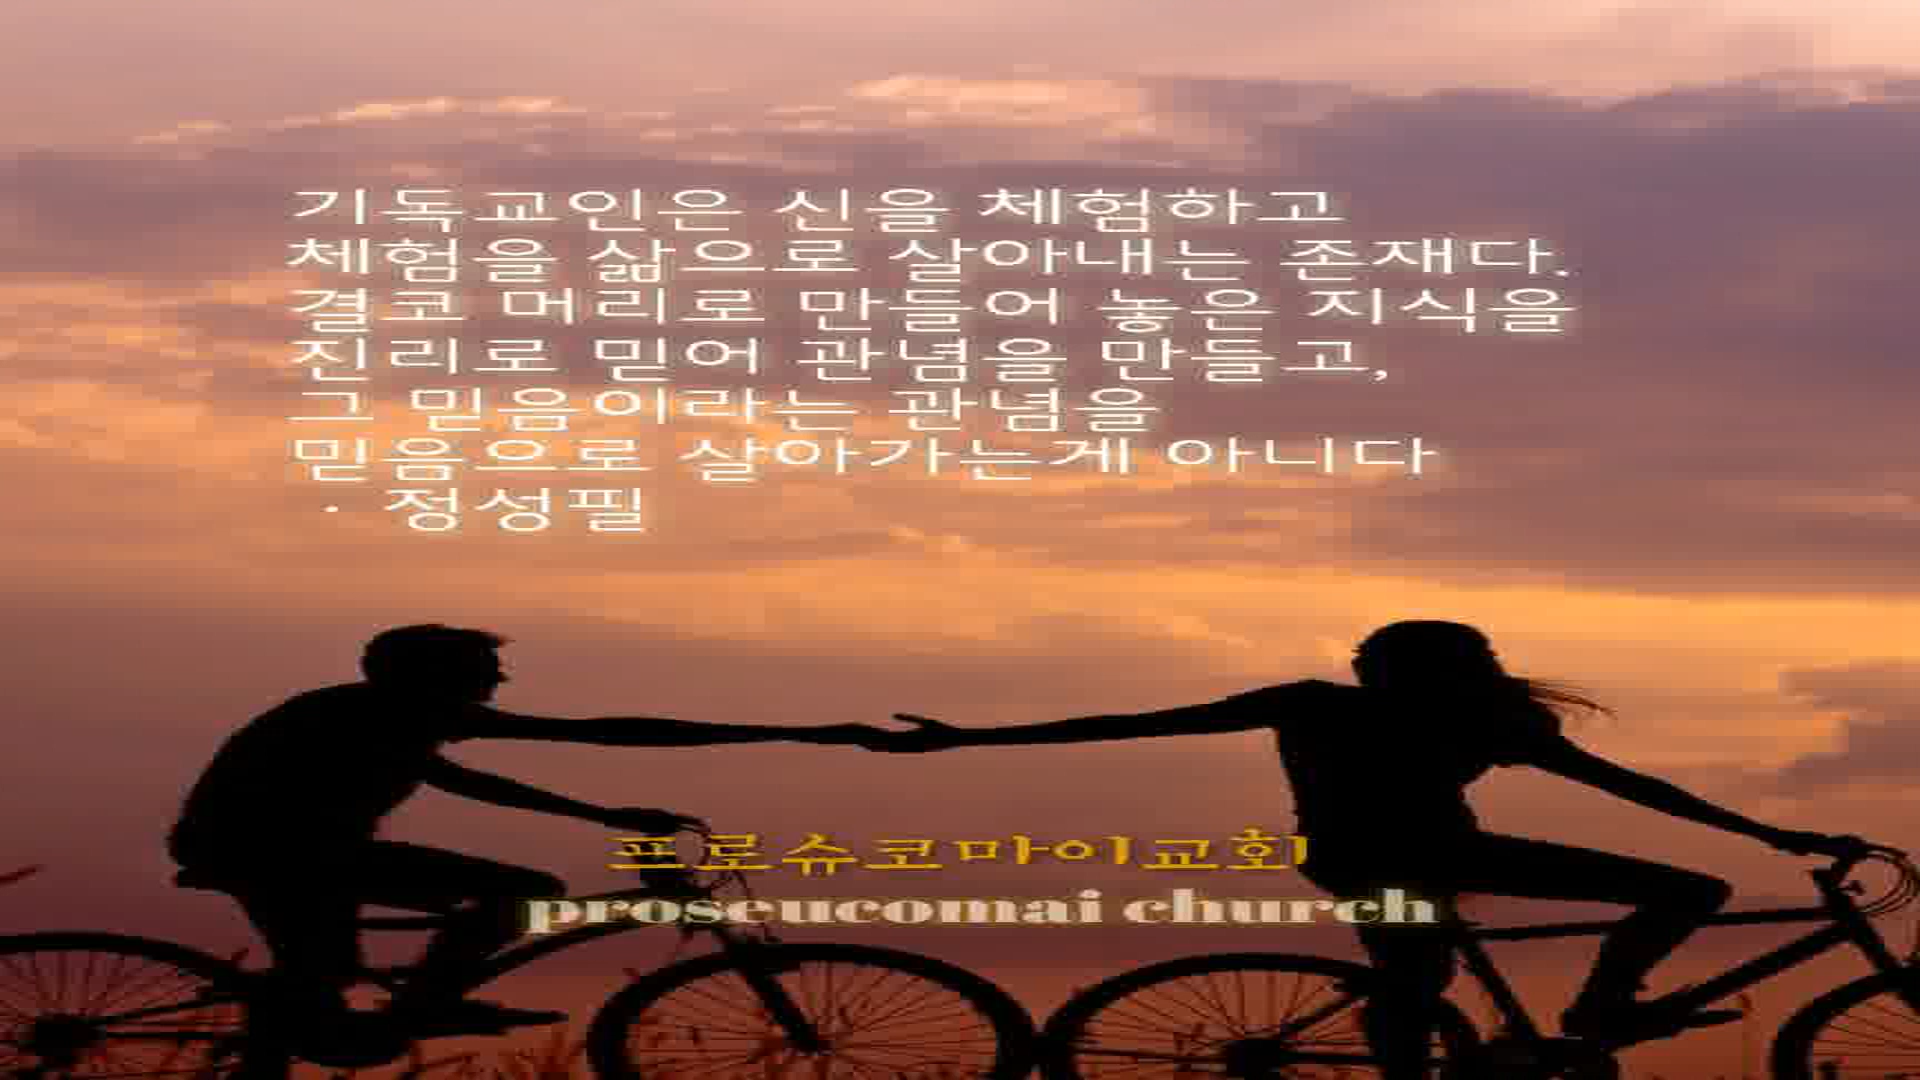 기독교인은 신을 체험하고
체험을 삶으로 살아내는 존재다.
결코 머리로 만들어 놓은 지식을
진리로 믿어 관념을 만들고,
그 믿음이라는 관념을
믿음으로 살아가는게 아니다
· 정성필
프로슈코마이교회
proseucomai church